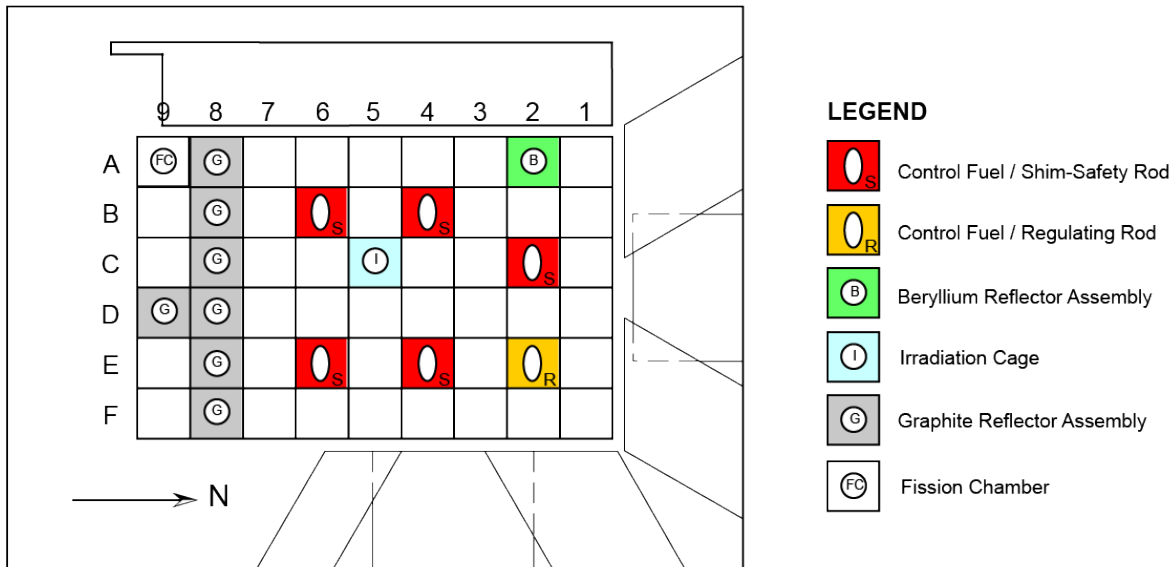 9 8 7 6 5 4 3 2 1
A FC G B
B G S S
C G I S
D G G
E G S S R
F G
N
LEGEND
S Control Fuel / Shim-Safety Rod
R Control Fuel / Regulating Rod
B Beryllium Reflector Assembly
I Irradiation Cage
G Graphite Reflector Assembly
FC Fission Chamber